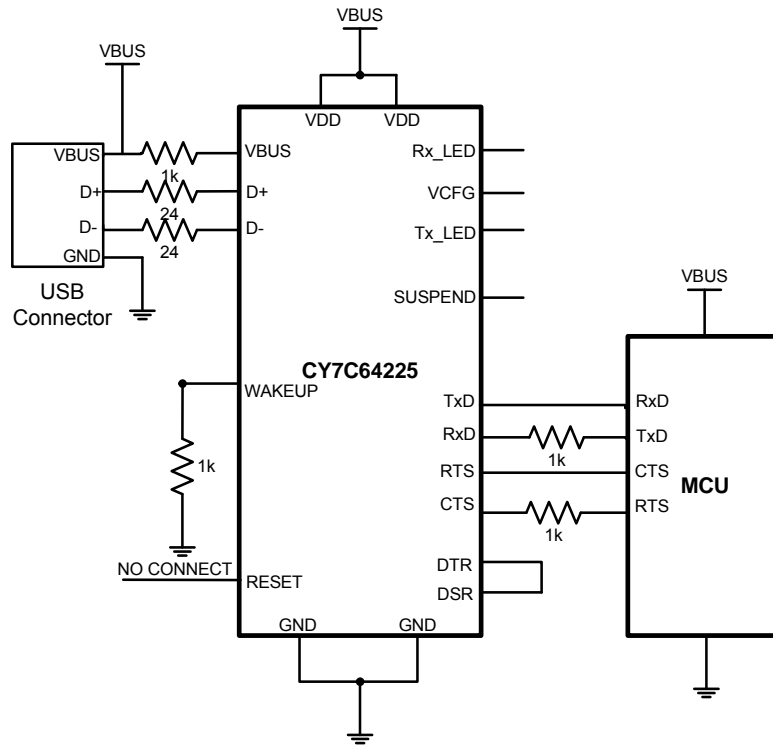 VBUS
VBUS
VDD
VDD
VBUS
1k
VBUS
Rx_LED
D+
24
D+
VCFG
D-
24
D-
Tx_LED
GND
USB
Connector
SUSPEND
VBUS
CY7C64225
WAKEUP
1k
TxD
RxD
RxD
1k
TxD
RTS
CTS
MCU
CTS
1k
RTS
NO CONNECT
RESET
DTR
DSR
GND
GND